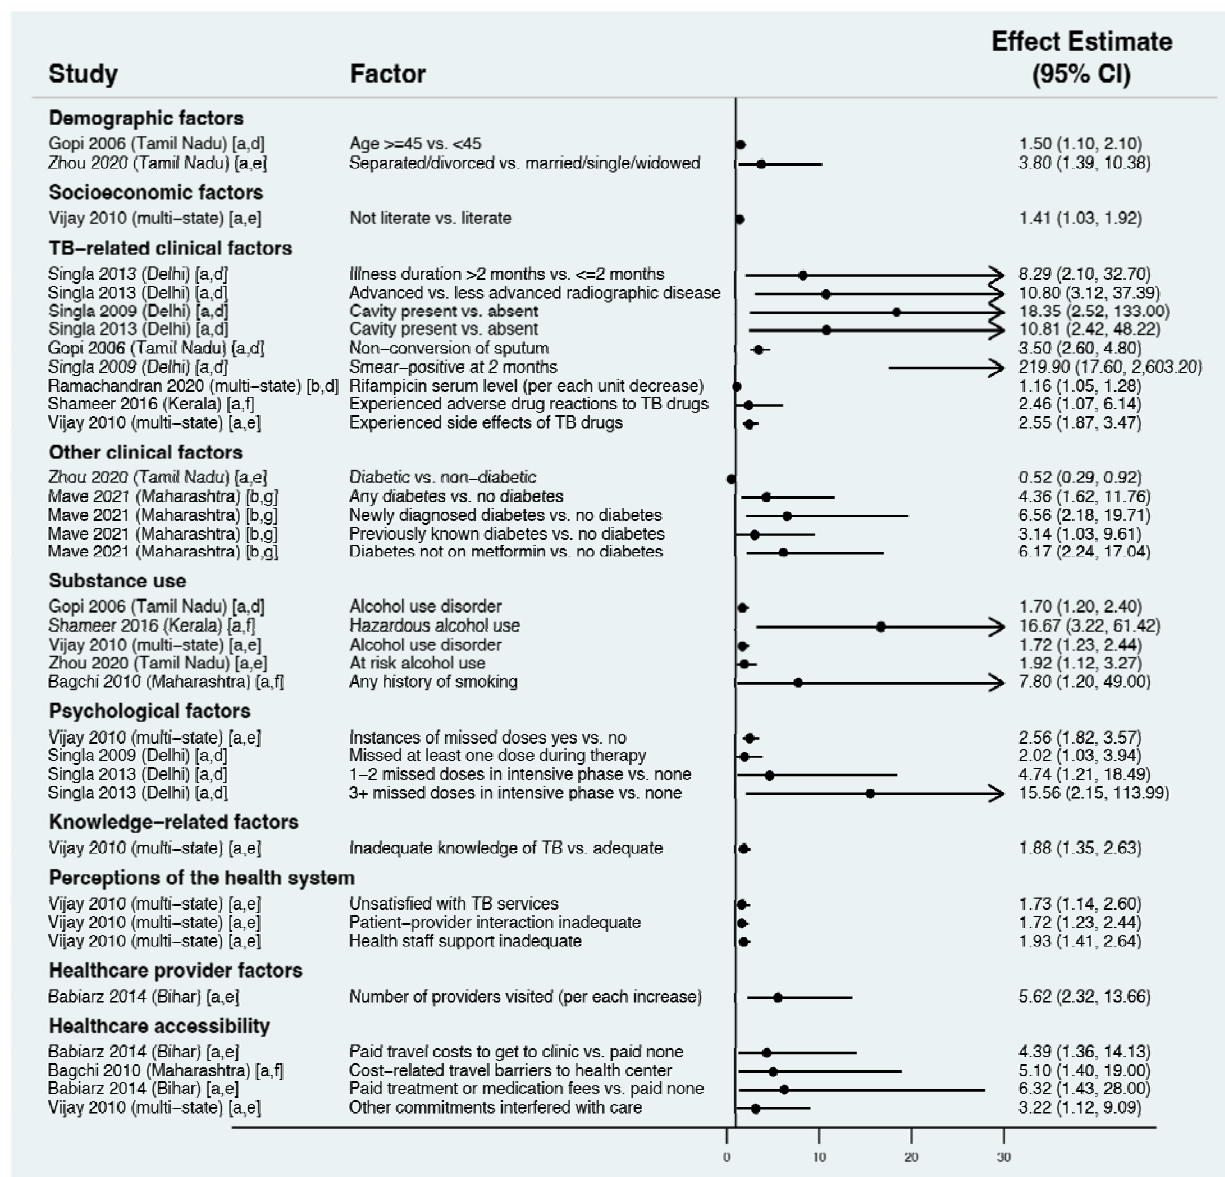 Study Factor Effect Estimate (95% CI)
Demographic factors
Gopi 2006 (Tamil Nadu) [a,d] Age >=45 vs. <45 1.50 (1.10, 2.10)
Zhou 2020 (Tamil Nadu) [a,e] Separated/divorced vs. married/single/widowed 3.80 (1.39, 10.38)
Socioeconomic factors
Vijay 2010 (multi–state) [a,e] Not literate vs. literate 1.41 (1.03, 1.92)
TB–related clinical factors
Singla 2013 (Delhi) [a,d] Illness duration >2 months vs. <=2 months 8.29 (2.10, 32.70)
Singla 2013 (Delhi) [a,d] Advanced vs. less advanced radiographic disease 10.80 (3.12, 37.39)
Singla 2009 (Delhi) [a,d] Cavity present vs. absent 18.35 (2.52, 133.00)
Singla 2013 (Delhi) [a,d] Cavity present vs. absent 10.81 (2.42, 48.22)
Gopi 2006 (Tamil Nadu) [a,d] Non–conversion of sputum 3.50 (2.60, 4.80)
Singla 2009 (Delhi) [a,d] Smear–positive at 2 months 219.90 (17.60, 2,603.20)
Ramachandran 2020 (multi–state) [b,d] Rifampicin serum level (per each unit decrease) 1.16 (1.05, 1.28)
Shameer 2016 (Kerala) [a,f] Experienced adverse drug reactions to TB drugs 2.46 (1.07, 6.14)
Vijay 2010 (multi–state) [a,e] Experienced side effects of TB drugs 2.55 (1.87, 3.47)
Other clinical factors
Zhou 2020 (Tamil Nadu) [a,e] Diabetic vs. non–diabetic 0.52 (0.29, 0.92)
Mave 2021 (Maharashtra) [b,g] Any diabetes vs. no diabetes 4.36 (1.62, 11.76)
Mave 2021 (Maharashtra) [b,g] Newly diagnosed diabetes vs. no diabetes 6.56 (2.18, 19.71)
Mave 2021 (Maharashtra) [b,g] Previously known diabetes vs. no diabetes 3.14 (1.03, 9.61)
Mave 2021 (Maharashtra) [b,g] Diabetes not on metformin vs. no diabetes 6.17 (2.24, 17.04)
Substance use
Gopi 2006 (Tamil Nadu) [a,d] Alcohol use disorder 1.70 (1.20, 2.40)
Shameer 2016 (Kerala) [a,f] Hazardous alcohol use 16.67 (3.22, 61.42)
Vijay 2010 (multi–state) [a,e] Alcohol use disorder 1.72 (1.23, 2.44)
Zhou 2020 (Tamil Nadu) [a,e] At risk alcohol use 1.92 (1.12, 3.27)
Bagchi 2010 (Maharashtra) [a,f] Any history of smoking 7.80 (1.20, 49.00)
Psychological factors
Vijay 2010 (multi–state) [a,e] Instances of missed doses yes vs. no 2.56 (1.82, 3.57)
Singla 2009 (Delhi) [a,d] Missed at least one dose during therapy 2.02 (1.03, 3.94)
Singla 2013 (Delhi) [a,d] 1–2 missed doses in intensive phase vs. none 4.74 (1.21, 18.49)
Singla 2013 (Delhi) [a,d] 3+ missed doses in intensive phase vs. none 15.56 (2.15, 113.99)
Knowledge–related factors
Vijay 2010 (multi–state) [a,e] Inadequate knowledge of TB vs. adequate 1.88 (1.35, 2.63)
Perceptions of the health system
Vijay 2010 (multi–state) [a,e] Unsatisfied with TB services 1.73 (1.14, 2.60)
Vijay 2010 (multi–state) [a,e] Patient–provider interaction inadequate 1.72 (1.23, 2.44)
Vijay 2010 (multi–state) [a,e] Health staff support inadequate 1.93 (1.41, 2.64)
Healthcare provider factors
Babiarz 2014 (Bihar) [a,e] Number of providers visited (per each increase) 5.62 (2.32, 13.66)
Healthcare accessibility
Babiarz 2014 (Bihar) [a,e] Paid travel costs to get to clinic vs. paid none 4.39 (1.36, 14.13)
Bagchi 2010 (Maharashtra) [a,f] Cost–related travel barriers to health center 5.10 (1.40, 19.00)
Babiarz 2014 (Bihar) [a,e] Paid treatment or medication fees vs. paid none 6.32 (1.43, 28.00)
Vijay 2010 (multi–state) [a,e] Other commitments interfered with care 3.22 (1.12, 9.09)
0 10 20 30